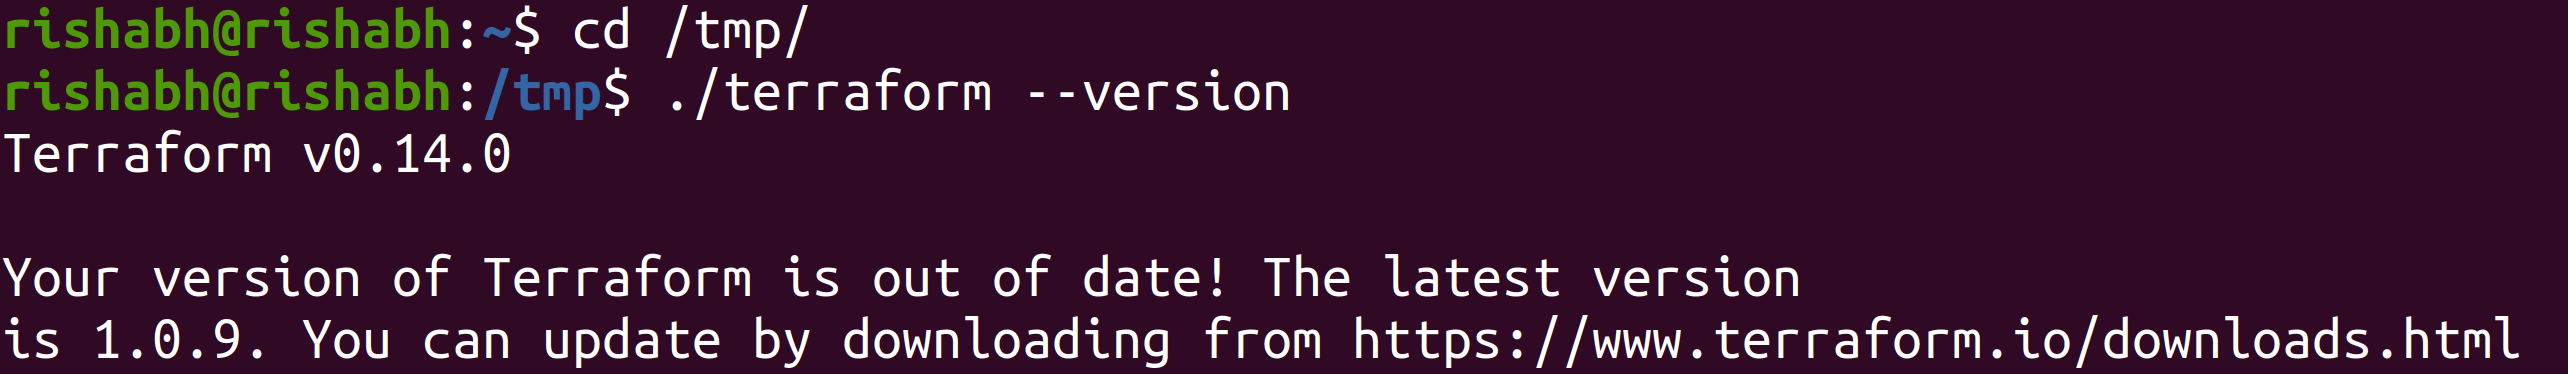 rishabh@rishabh:~$ cd /tmp/
rishabh@rishabh:/tmp$ ./terraform --version
Terraform v0.14.0
Your version of Terraform is out of date! The latest version
is 1.0.9. You can update by downloading from https://www.terraform.io/downloads.html